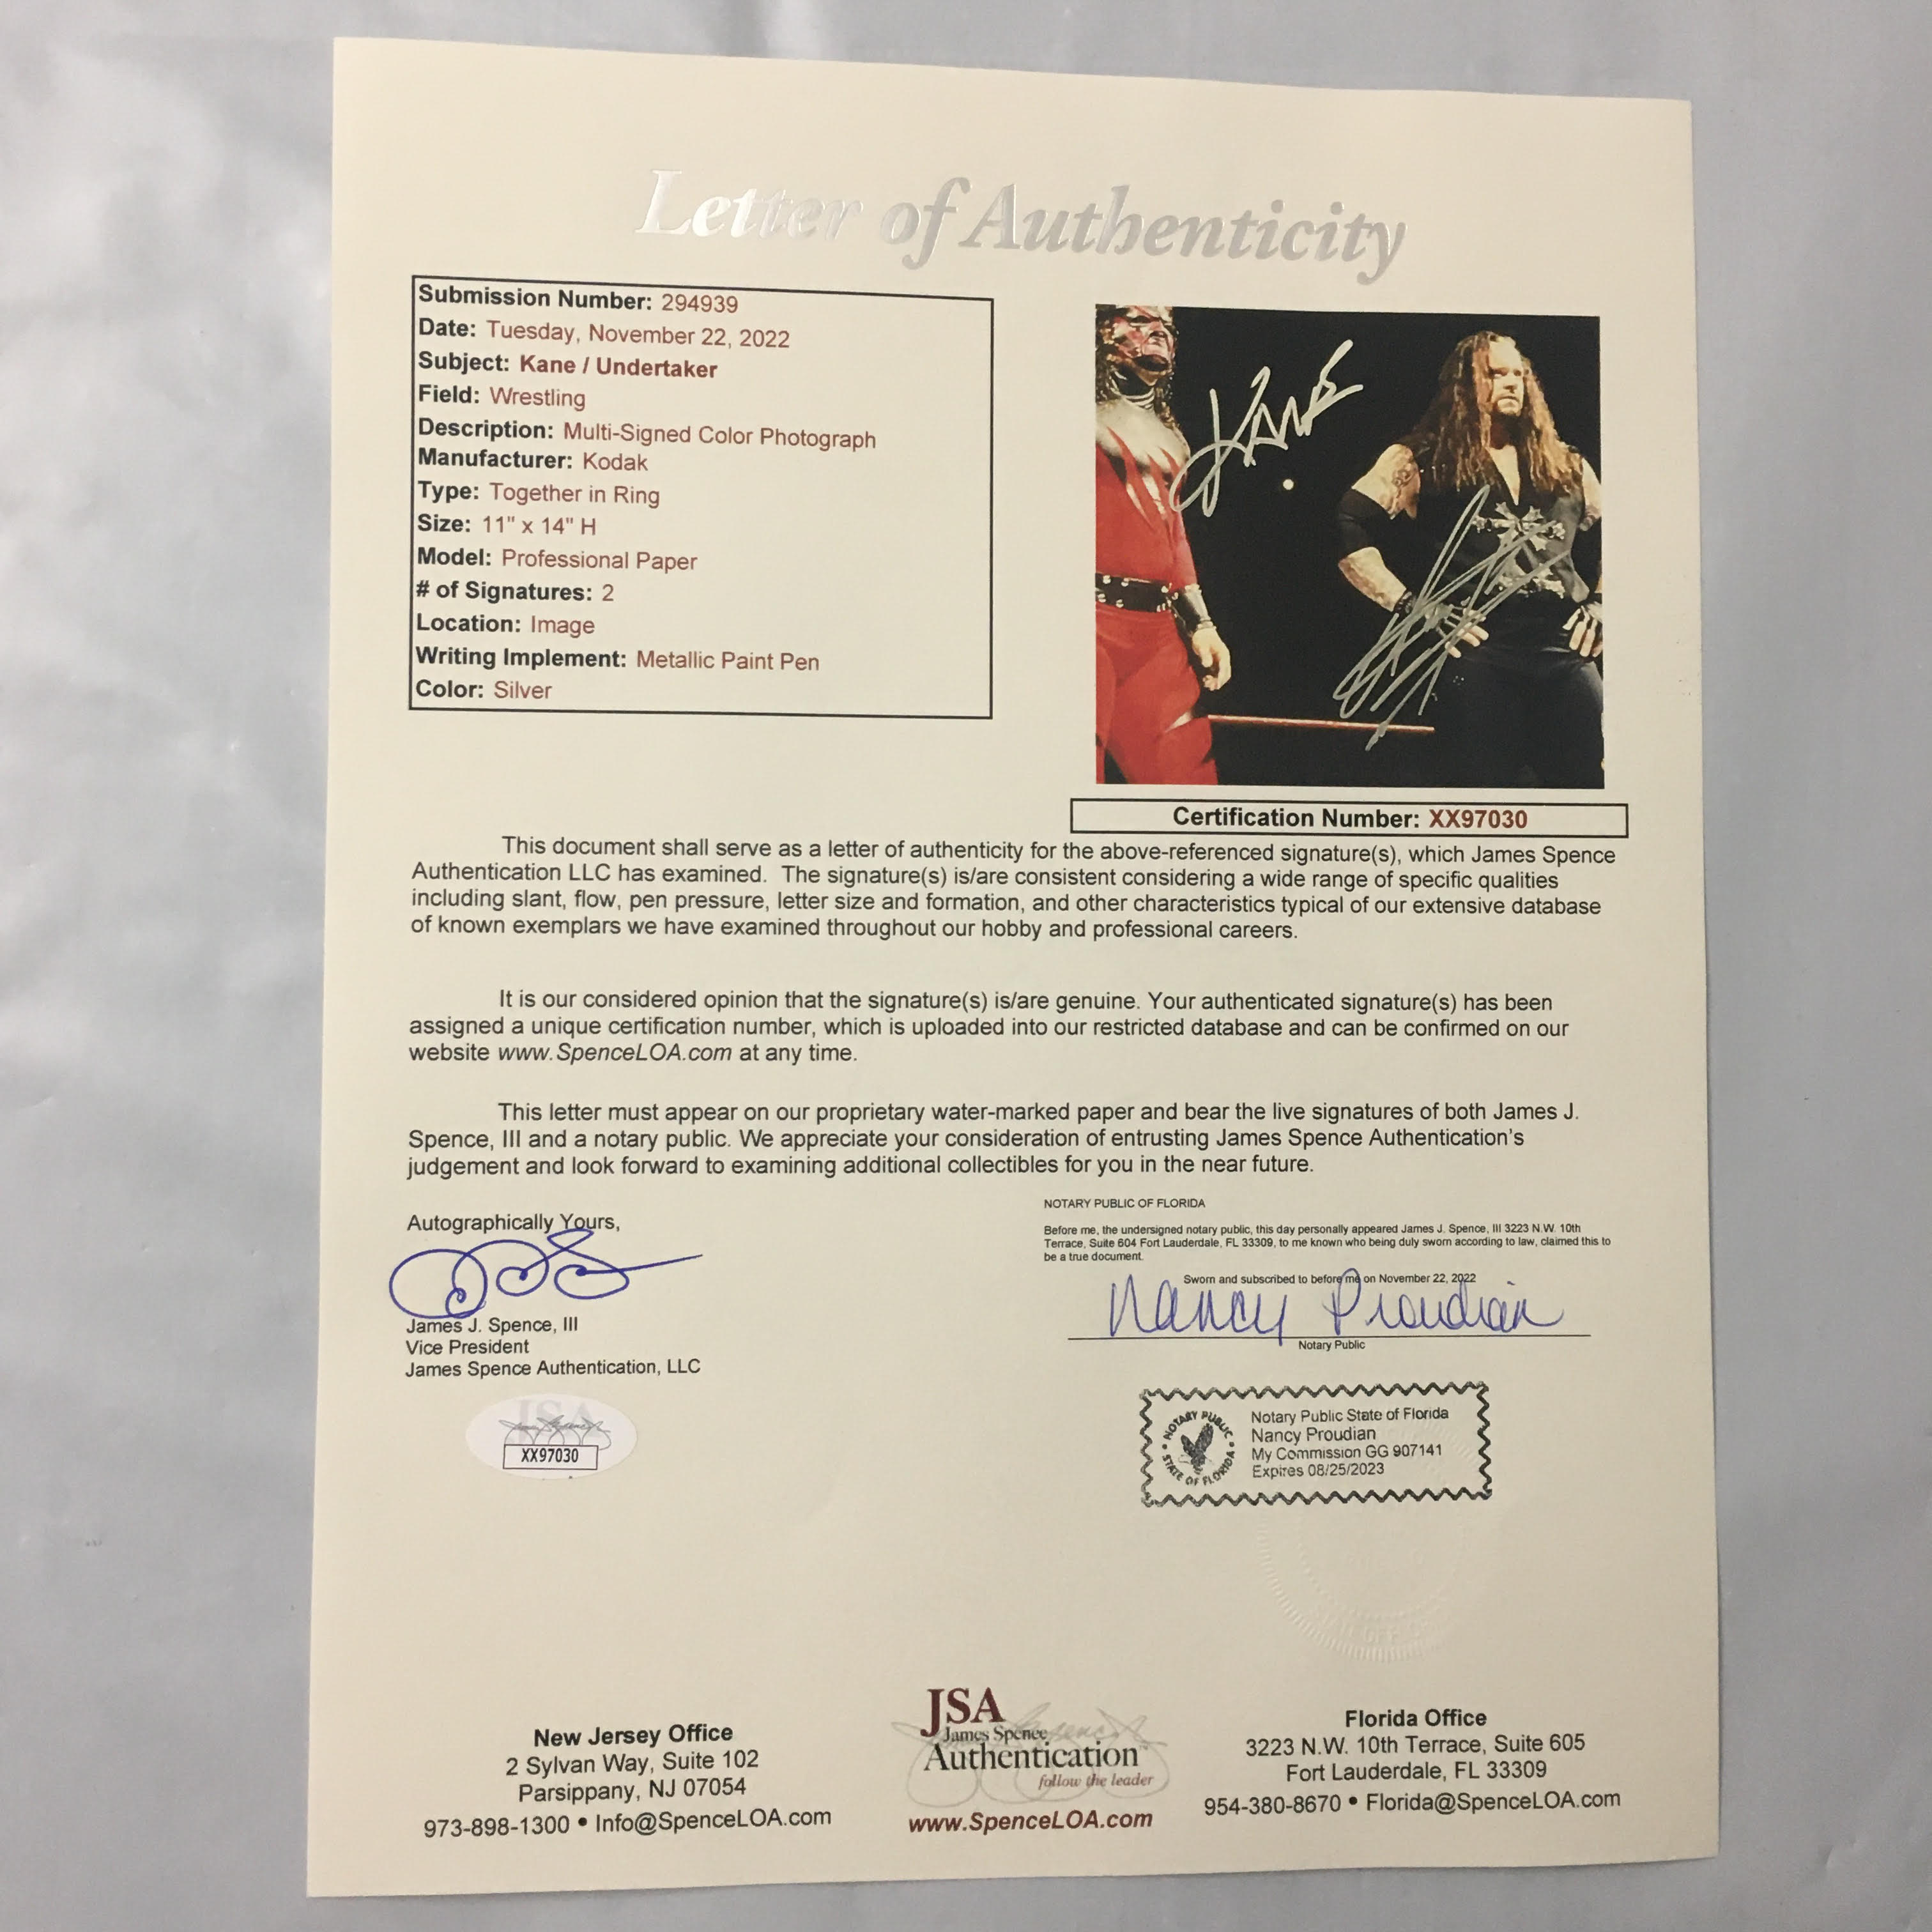 Letter of Authenticity
Submission Number: 294939
Date: Tuesday, November 22, 2022
Subject: Kane / Undertaker
Field: Wrestling
Description: Multi-Signed Color Photograph
Manufacturer: Kodak
Type: Together in Ring
Size: 11" x 14" H
Model: Professional Paper
# of Signatures: 2
Location: Image
Writing Implement: Metallic Paint Pen
Color: Silver
KANE
Certification Number: XX97030
This document shall serve as a letter of authenticity for the above-referenced signature(s), which James Spence
Authentication LLC has examined.  The signature(s) is/are consistent considering a wide range of specific qualities
including slant, flow, pen pressure, letter size and formation, and other characteristics typical of our extensive database
of known exemplars we have examined throughout our hobby and professional careers.
It is our considered opinion that the signature(s) is/are genuine. Your authenticated signature(s) has been
assigned a unique certification number, which is uploaded into our restricted database and can be confirmed on our
website www.SpenceLOA.com at any time.
This letter must appear on our proprietary water-marked paper and bear the live signatures of both James J.
Spence, III and a notary public. We appreciate your consideration of entrusting James Spence Authentication's
judgement and look forward to examining additional collectibles for you in the near future.
Autographically Yours,
James J. Spence, III
Vice President
James Spence Authentication, LLC
JSA
XX97030
NOTARY PUBLIC OF FLORIDA
Before me, the undersigned notary public, this day personally appeared James J. Spence, III 3223 N.W. 10th
Terrace, Suite 604 Fort Lauderdale, FL 33309, to me known who being duly sworn according to law, claimed this to
be a true document.
Sworn and subscribed to before me on November 22, 2022
Nancy Proudian
Notary Public
NOTARY PUBLIC
STATE OF FLORIDA
Notary Public State of Florida
Nancy Proudian
My Commission GG 907141
Expires 08/25/2023
New Jersey Office
2 Sylvan Way, Suite 102
Parsippany, NJ 07054
973-898-1300 • Info@SpenceLOA.com
JSA
James Spence
Authentication™
follow the leader
www.SpenceLOA.com
Florida Office
3223 N.W. 10th Terrace, Suite 605
Fort Lauderdale, FL 33309
954-380-8670 • Florida@SpenceLOA.com